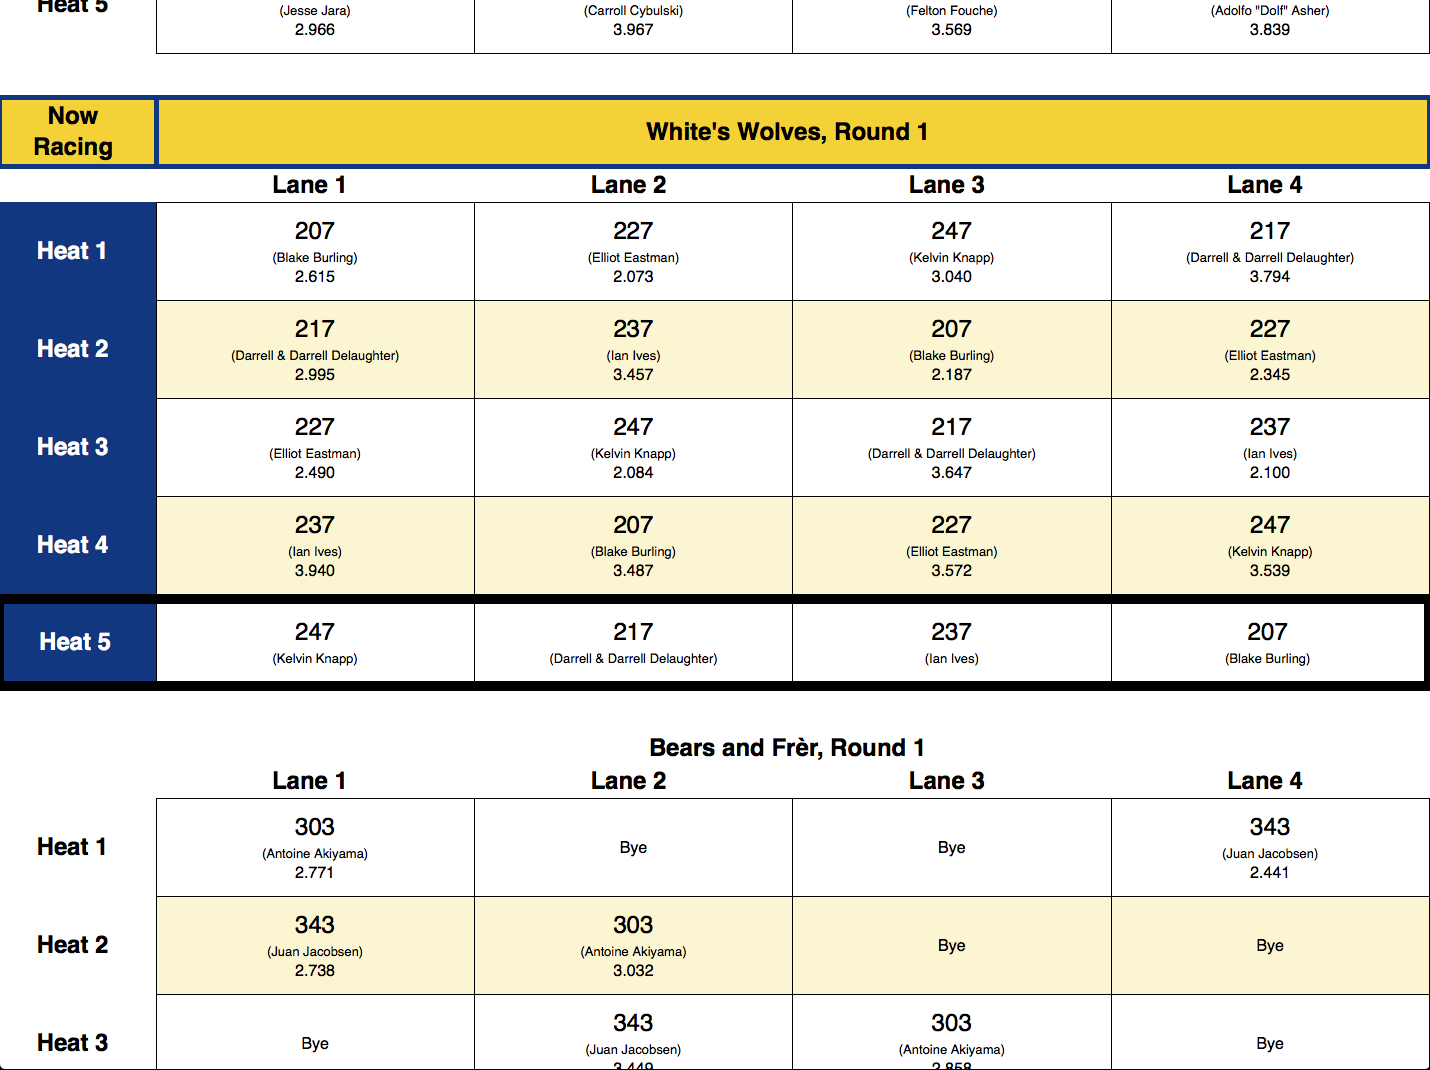 Heat 5
(Jesse Jara) (Carroll Cybulski) (Felton Fouche) (Adolfo "Dolf" Asher)
2.966 3.967 3.569 3.839
Now
Racing
White's Wolves, Round 1
Lane 1 Lane 2 Lane 3 Lane 4
Heat 1
207 227 247 217
(Blake Burling) (Elliot Eastman) (Kelvin Knapp) (Darrell & Darrell Delaughter)
2.615 2.073 3.040 3.794
Heat 2
217 237 207 227
(Darrell & Darrell Delaughter) (Ian Ives) (Blake Burling) (Elliot Eastman)
2.995 3.457 2.187 2.345
Heat 3
227 247 217 237
(Elliot Eastman) (Kelvin Knapp) (Darrell & Darrell Delaughter) (Ian Ives)
2.490 2.084 3.647 2.100
Heat 4
237 207 227 247
(Ian Ives) (Blake Burling) (Elliot Eastman) (Kelvin Knapp)
3.940 3.487 3.572 3.539
Heat 5
247 217 237 207
(Kelvin Knapp) (Darrell & Darrell Delaughter) (Ian Ives) (Blake Burling)
Bears and Frèr, Round 1
Lane 1 Lane 2 Lane 3 Lane 4
Heat 1
303 Bye Bye 343
(Antoine Akiyama) (Juan Jacobsen)
2.771 2.441
Heat 2
343 303 Bye Bye
(Juan Jacobsen) (Antoine Akiyama)
2.738 3.032
Heat 3
Bye 343 303 Bye
(Juan Jacobsen) (Antoine Akiyama)
3.449 2.858